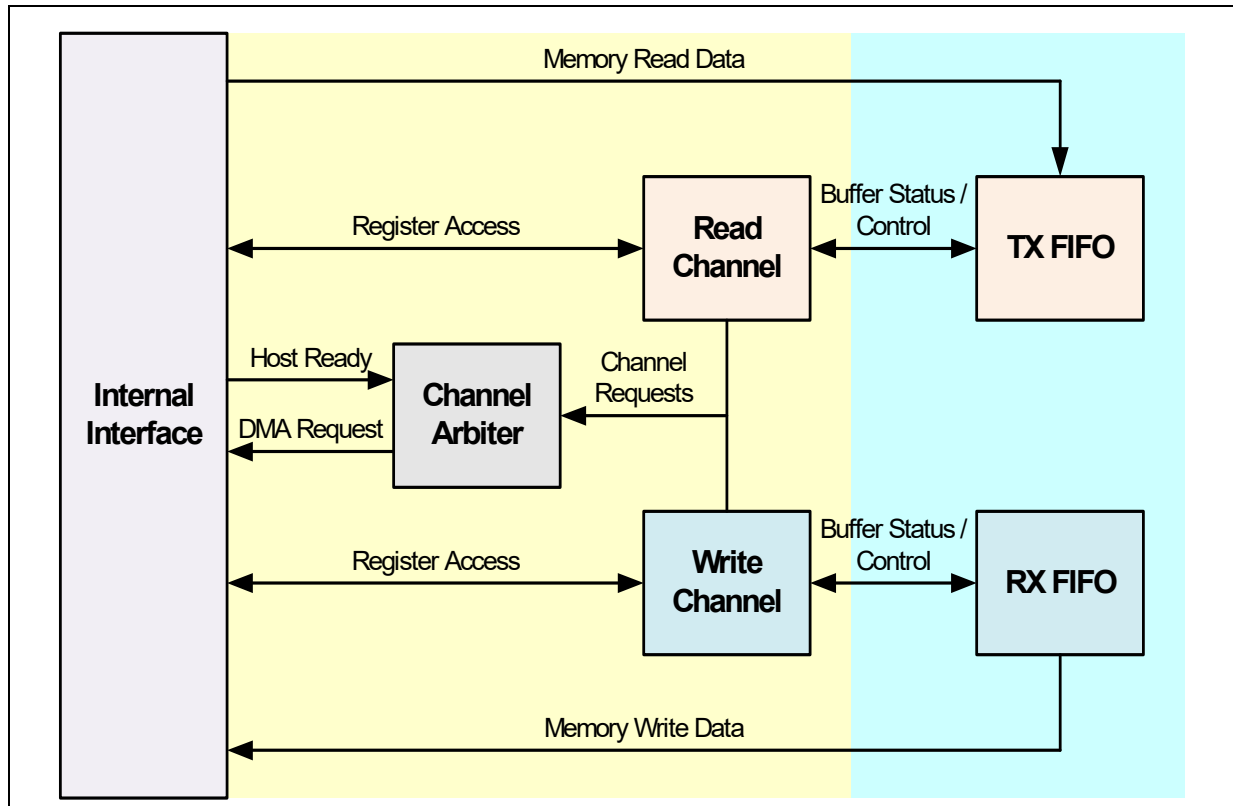 Memory Read Data
Register Access
Read
Channel
Buffer Status /
Control
TX FIFO
Host Ready
Channel
Requests
Internal
Interface
Channel
Arbiter
DMA Request
Register Access
Write
Channel
Buffer Status /
Control
RX FIFO
Memory Write Data